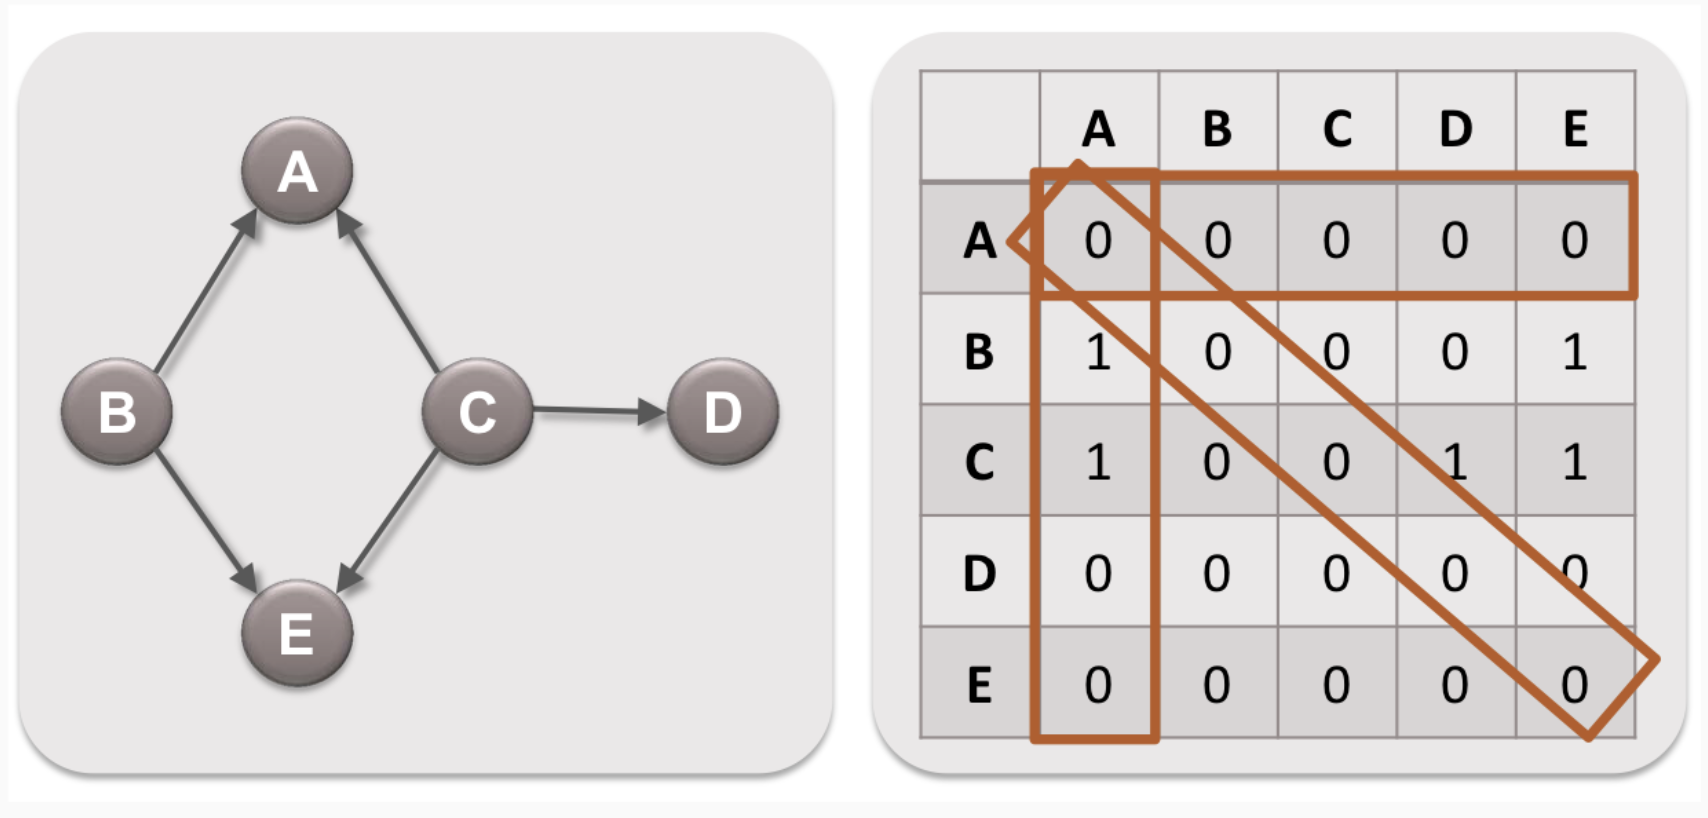 A
B
C
D
E
A B C D E
A 0 0 0 0 0
B 1 0 0 0 1
C 1 0 0 1 1
D 0 0 0 0 0
E 0 0 0 0 0